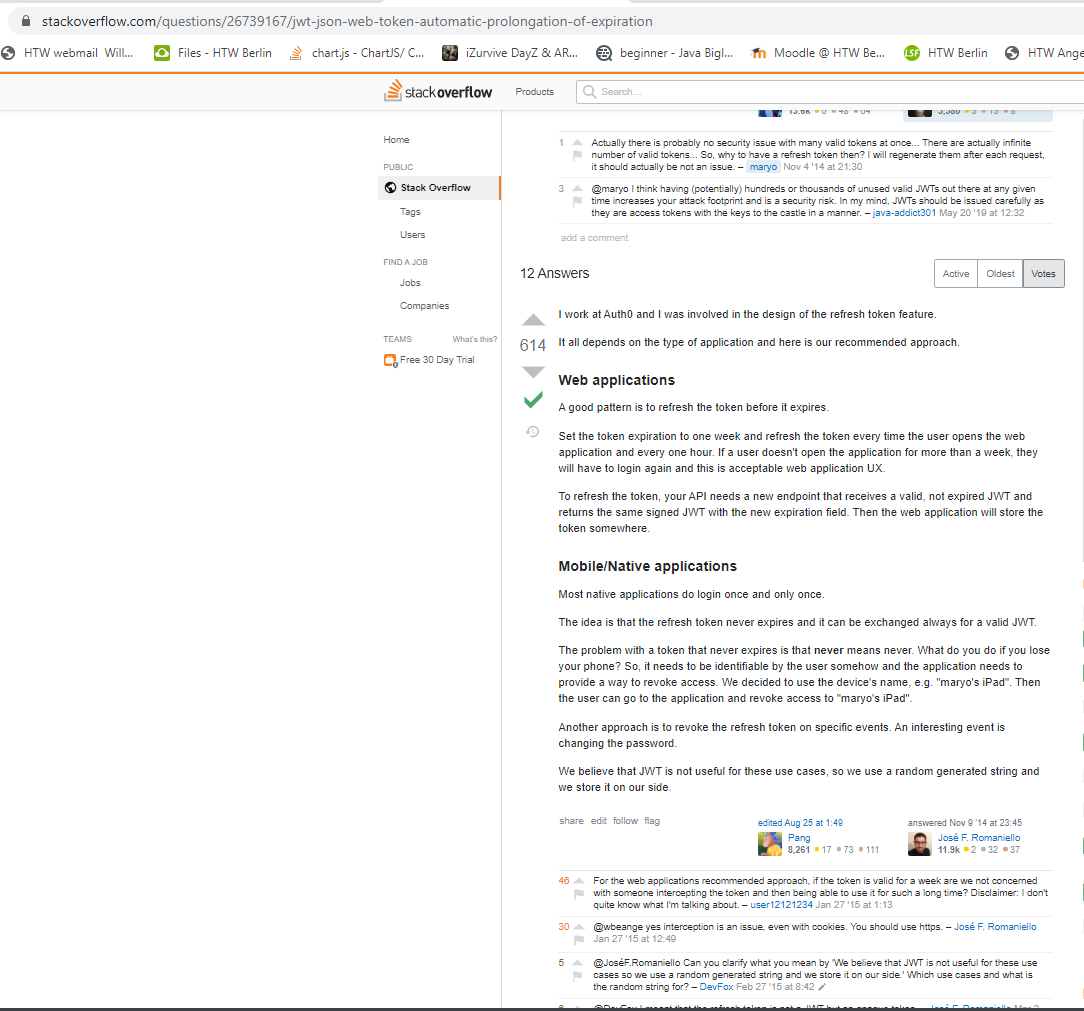 stackoverflow.com/questions/26739167/jwt-json-web-token-automatic-prolongation-of-expiration
HTW webmail Will... Files - HTW Berlin chart.js - ChartJS/ C... iZurvive DayZ & AR... beginner - Java Bigl... Moodle @ HTW Be... LSF HTW Berlin HTW Ange
stackoverflow Products Search...
13.6k 6 48 64 5,580 3 13 8
Home
PUBLIC
Stack Overflow
Tags
Users
FIND A JOB
Jobs
Companies
TEAMS What's this?
Free 30 Day Trial
1 Actually there is probably no security issue with many valid tokens at once... There are actually infinite
number of valid tokens... So, why to have a refresh token then? I will regenerate them after each request,
it should actually be not an issue. – maryo Nov 4 '14 at 21:30
3 @maryo I think having (potentially) hundreds or thousands of unused valid JWTs out there at any given
time increases your attack footprint and is a security risk. In my mind, JWTs should be issued carefully as
they are access tokens with the keys to the castle in a manner. – java-addict301 May 20 '19 at 12:32
add a comment
12 Answers Active Oldest Votes
614
I work at Auth0 and I was involved in the design of the refresh token feature.
It all depends on the type of application and here is our recommended approach.
Web applications
A good pattern is to refresh the token before it expires.
Set the token expiration to one week and refresh the token every time the user opens the web
application and every one hour. If a user doesn't open the application for more than a week, they
will have to login again and this is acceptable web application UX.
To refresh the token, your API needs a new endpoint that receives a valid, not expired JWT and
returns the same signed JWT with the new expiration field. Then the web application will store the
token somewhere.
Mobile/Native applications
Most native applications do login once and only once.
The idea is that the refresh token never expires and it can be exchanged always for a valid JWT.
The problem with a token that never expires is that never means never. What do you do if you lose
your phone? So, it needs to be identifiable by the user somehow and the application needs to
provide a way to revoke access. We decided to use the device's name, e.g. "maryo's iPad". Then
the user can go to the application and revoke access to "maryo's iPad".
Another approach is to revoke the refresh token on specific events. An interesting event is
changing the password.
We believe that JWT is not useful for these use cases, so we use a random generated string and
we store it on our side.
share edit follow flag
edited Aug 25 at 1:49
Pang
8,261 17 73 111
answered Nov 9 '14 at 23:45
José F. Romaniello
11.9k 2 32 37
46 For the web applications recommended approach, if the token is valid for a week are we not concerned
with someone intercepting the token and then being able to use it for such a long time? Disclaimer: I don't
quite know what I'm talking about. – user12121234 Jan 27 '15 at 1:13
30 @wbeange yes interception is an issue, even with cookies. You should use https. – José F. Romaniello
Jan 27 '15 at 12:49
5 @JoséF.Romaniello Can you clarify what you mean by 'We believe that JWT is not useful for these use
cases so we use a random generated string and we store it on our side.' Which use cases and what is
the random string for? – DevFox Feb 27 '15 at 8:42